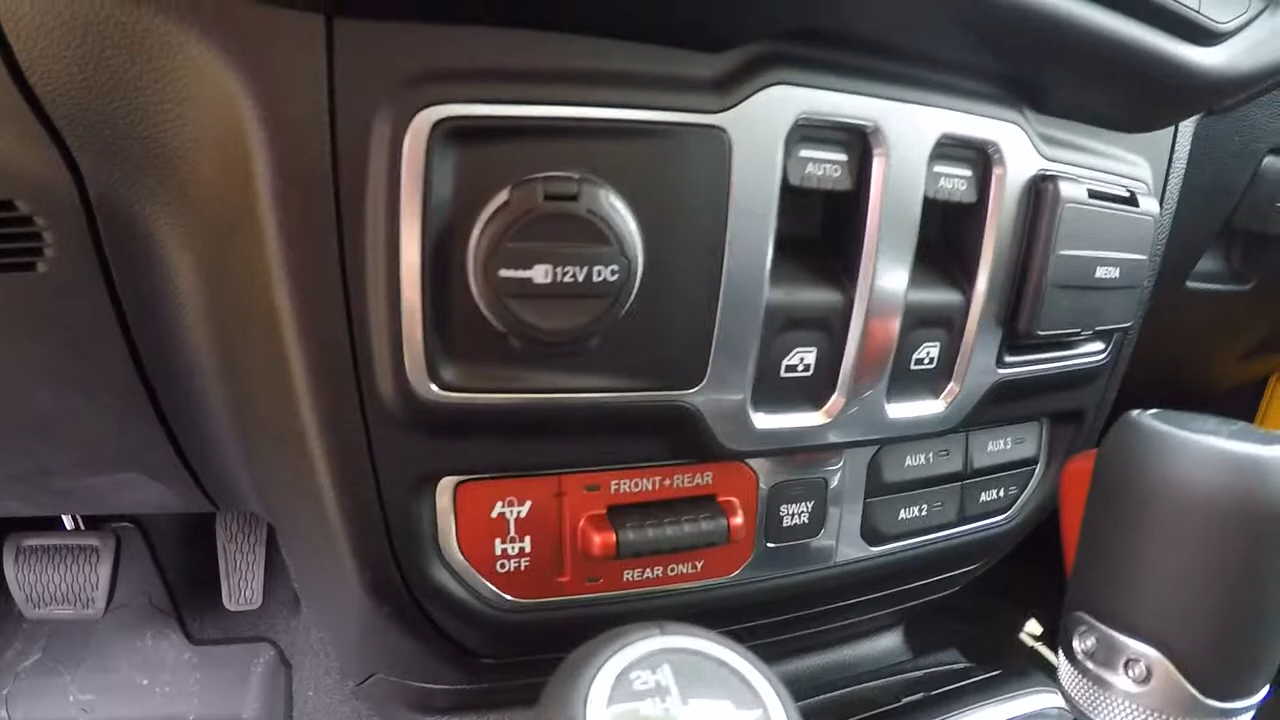 AUTO
AUTO
12V DC
MEDIA
FRONT+REAR
OFF
REAR ONLY
SWAY
BAR
AUX 1
AUX 3
AUX 2
AUX 4
2H